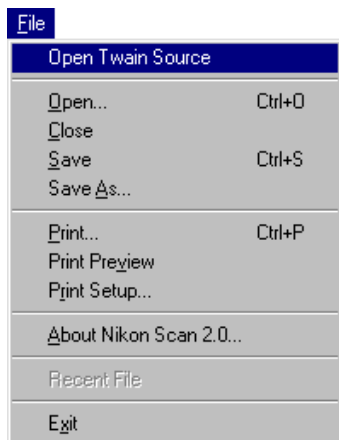 File
Open Twain Source
Open... Ctrl+O
Close
Save Ctrl+S
Save As...
Print... Ctrl+P
Print Preview
Print Setup...
About Nikon Scan 2.0...
Recent File
Exit